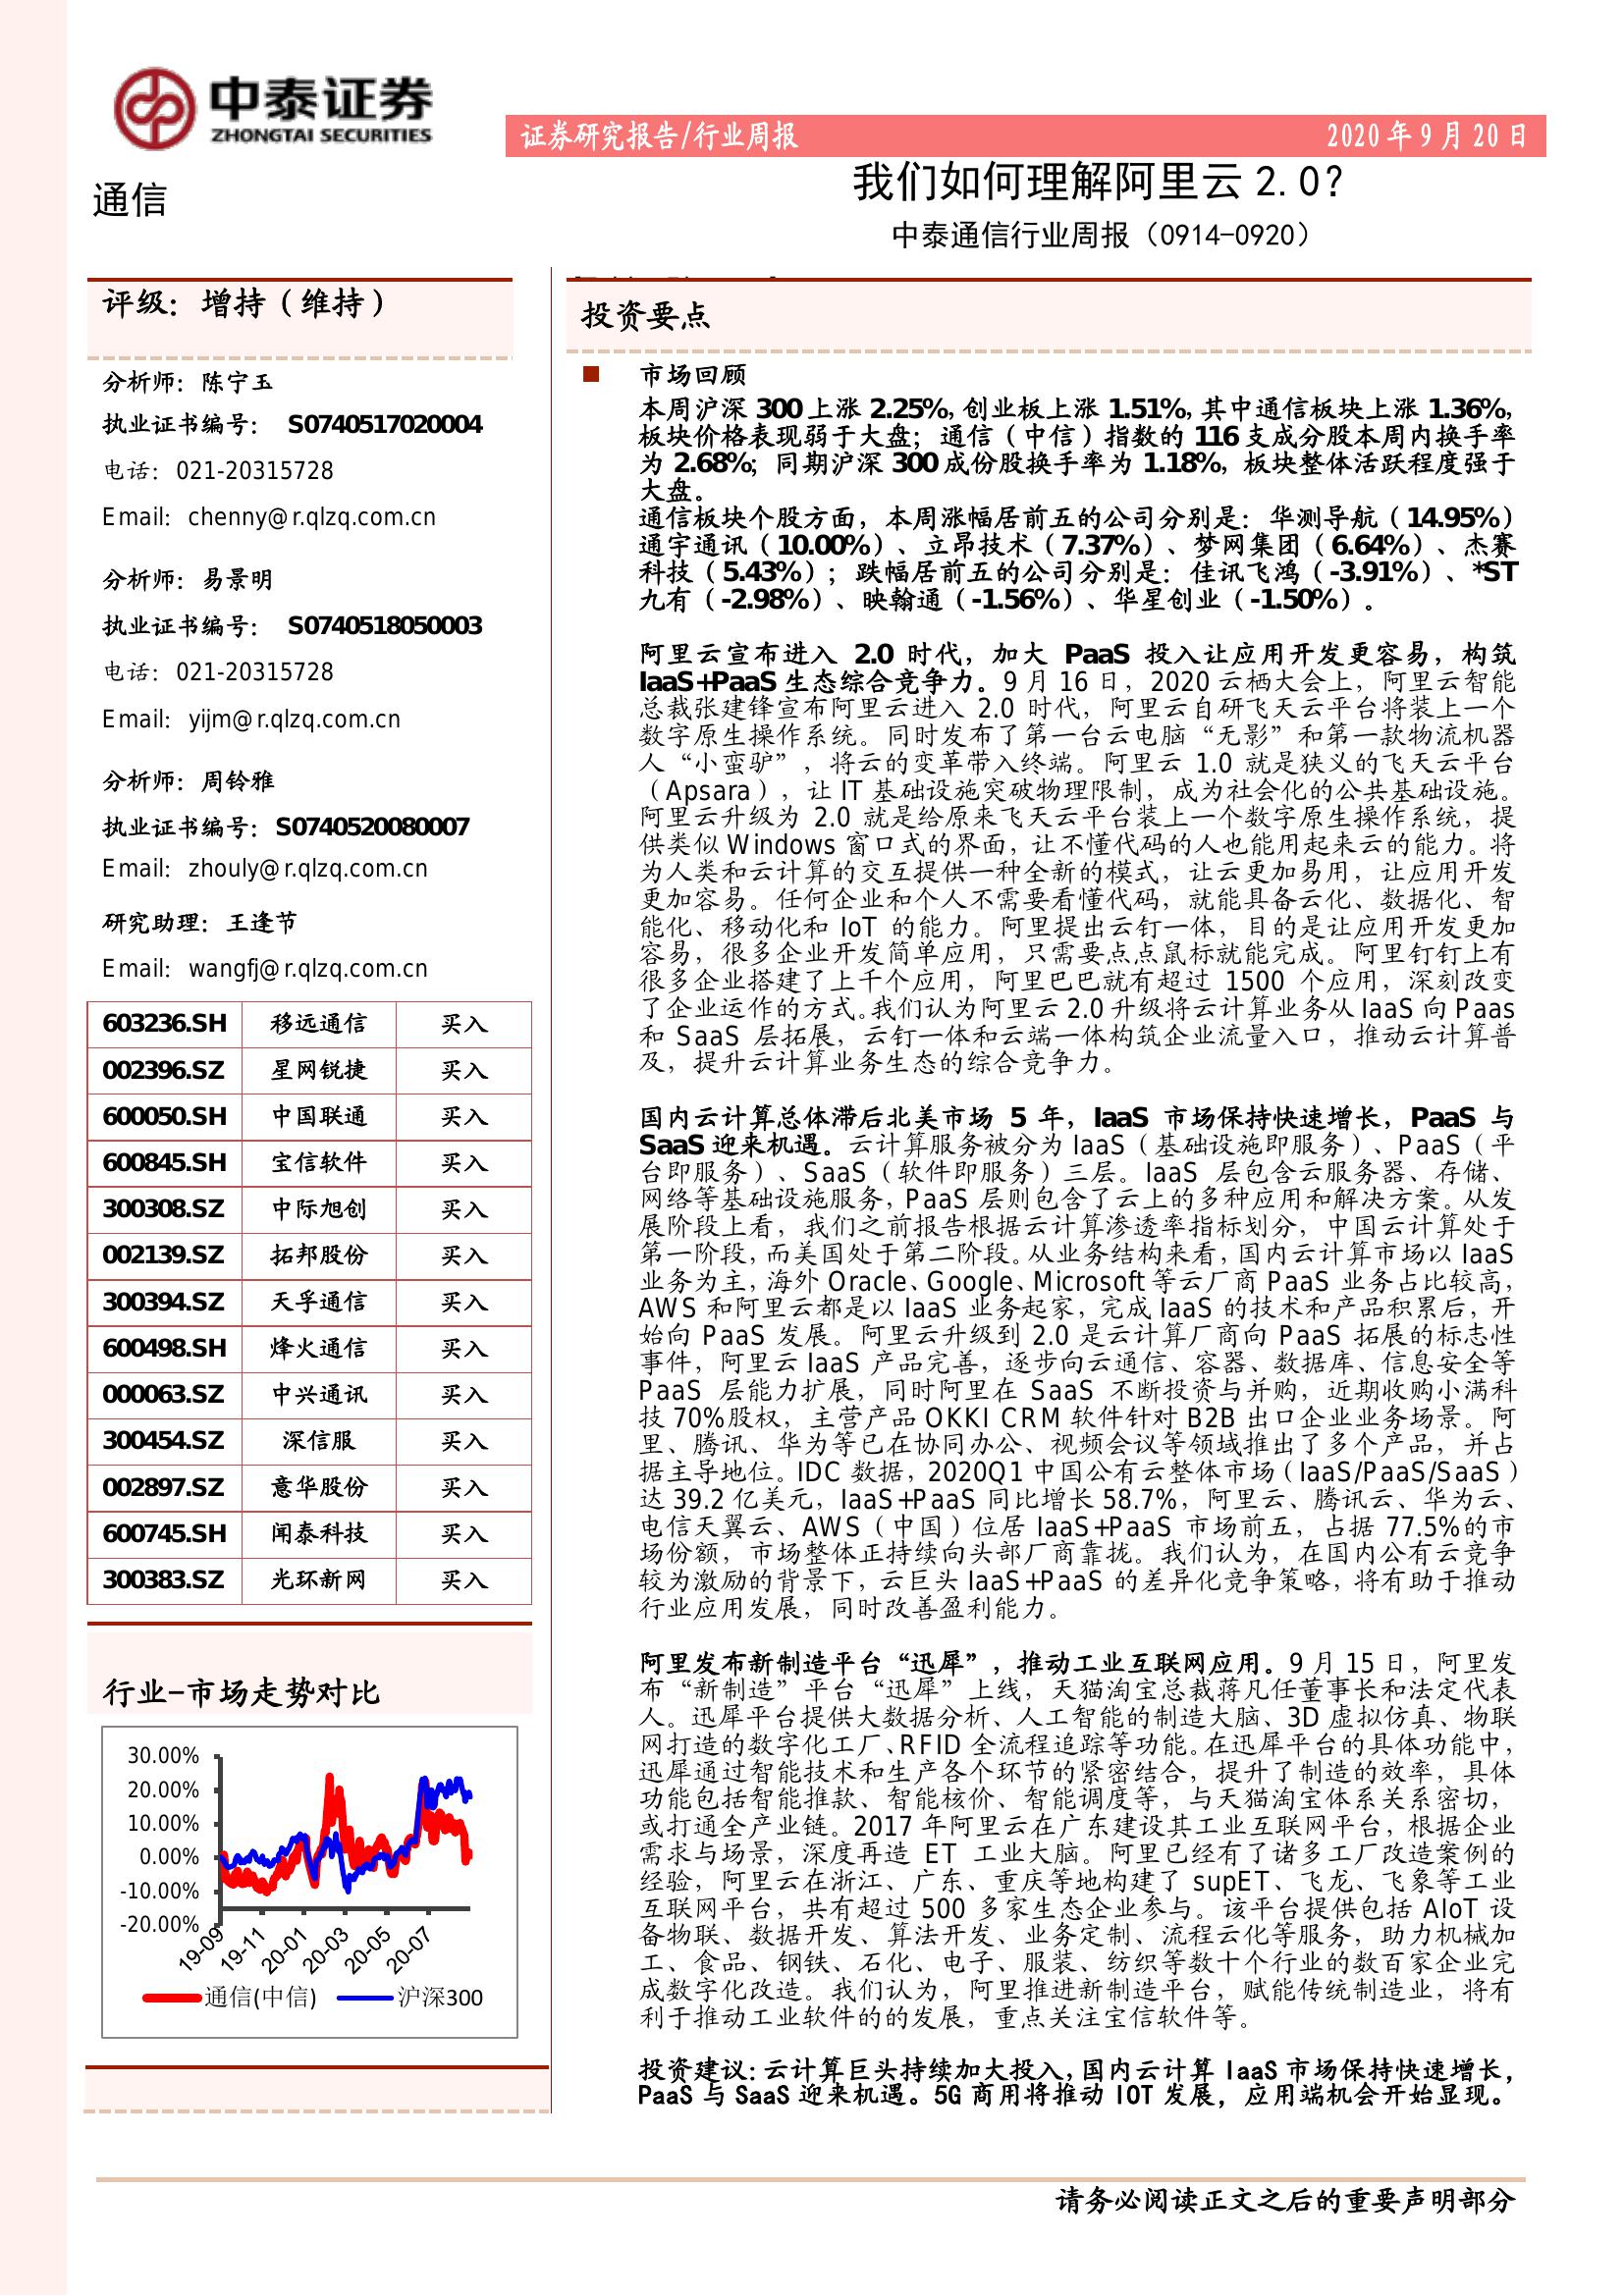 中泰证券
ZHONGTAI SECURITIES
证券研究报告/行业周报
2020 年 9 月 20 日
通信
我们如何理解阿里云 2.0?
中泰通信行业周报（0914-0920）
评级：增持（维持）
分析师：陈宁玉
执业证书编号： S0740517020004
电话：021-20315728
Email：chenny@r.qlzq.com.cn
分析师：易景明
执业证书编号： S0740518050003
电话：021-20315728
Email：yijm@r.qlzq.com.cn
分析师：周铃雅
执业证书编号：S0740520080007
Email：zhouly@r.qlzq.com.cn
研究助理：王逢节
Email：wangfj@r.qlzq.com.cn
603236.SH 移远通信 买入
002396.SZ 星网锐捷 买入
600050.SH 中国联通 买入
600845.SH 宝信软件 买入
300308.SZ 中际旭创 买入
002139.SZ 拓邦股份 买入
300394.SZ 天孚通信 买入
600498.SH 烽火通信 买入
000063.SZ 中兴通讯 买入
300454.SZ 深信服 买入
002897.SZ 意华股份 买入
600745.SH 闻泰科技 买入
300383.SZ 光环新网 买入
行业-市场走势对比
30.00%
20.00%
10.00%
0.00%
-10.00%
-20.00%
19-09 19-11 20-01 20-03 20-05 20-07
通信(中信) 沪深300
投资要点
市场回顾
本周沪深 300 上涨 2.25%, 创业板上涨 1.51%, 其中通信板块上涨 1.36%,
板块价格表现弱于大盘；通信（中信）指数的 116 支成分股本周内换手率
为 2.68%；同期沪深 300 成份股换手率为 1.18%，板块整体活跃程度强于
大盘。
通信板块个股方面，本周涨幅居前五的公司分别是：华测导航（14.95%）
通宇通讯（10.00%）、立昂技术（7.37%）、梦网集团（6.64%）、杰赛
科技（5.43%）；跌幅居前五的公司分别是：佳讯飞鸿（-3.91%）、*ST
九有（-2.98%）、映翰通（-1.56%）、华星创业（-1.50%）。
阿里云宣布进入 2.0 时代，加大 PaaS 投入让应用开发更容易，构筑
IaaS+PaaS 生态综合竞争力。9 月 16 日，2020 云栖大会上，阿里云智能
总裁张建锋宣布阿里云进入 2.0 时代，阿里云自研飞天云平台将装上一个
数字原生操作系统。同时发布了第一台云电脑“无影”和第一款物流机器
人“小蛮驴”，将云的变革带入终端。阿里云 1.0 就是狭义的飞天云平台
（Apsara），让 IT 基础设施突破物理限制，成为社会化的公共基础设施。
阿里云升级为 2.0 就是给原来飞天云平台装上一个数字原生操作系统，提
供类似 Windows 窗口式的界面，让不懂代码的人也能用起来云的能力。将
为人类和云计算的交互提供一种全新的模式，让云更加易用，让应用开发
更加容易。任何企业和个人不需要看懂代码，就能具备云化、数据化、智
能化、移动化和 IoT 的能力。阿里提出云钉一体，目的是让应用开发更加
容易，很多企业开发简单应用，只需要点点鼠标就能完成。阿里钉钉上有
很多企业搭建了上千个应用，阿里巴巴就有超过 1500 个应用，深刻改变
了企业运作的方式。我们认为阿里云 2.0 升级将云计算业务从 IaaS 向 Paas
和 SaaS 层拓展，云钉一体和云端一体构筑企业流量入口，推动云计算普
及，提升云计算业务生态的综合竞争力。
国内云计算总体滞后北美市场 5 年，IaaS 市场保持快速增长，PaaS 与
SaaS 迎来机遇。云计算服务被分为 IaaS（基础设施即服务）、PaaS（平
台即服务）、SaaS（软件即服务）三层。IaaS 层包含云服务器、存储、
网络等基础设施服务，PaaS 层则包含了云上的多种应用和解决方案。从发
展阶段上看，我们之前报告根据云计算渗透率指标划分，中国云计算处于
第一阶段，而美国处于第二阶段。从业务结构来看，国内云计算市场以 IaaS
业务为主，海外 Oracle、Google、Microsoft 等云厂商 PaaS 业务占比较高，
AWS 和阿里云都是以 IaaS 业务起家，完成 IaaS 的技术和产品积累后，开
始向 PaaS 发展。阿里云升级到 2.0 是云计算厂商向 PaaS 拓展的标志性
事件，阿里云 IaaS 产品完善，逐步向云通信、容器、数据库、信息安全等
PaaS 层能力扩展，同时阿里在 SaaS 不断投资与并购，近期收购小满科
技 70%股权，主营产品 OKKI CRM 软件针对 B2B 出口企业业务场景。阿
里、腾讯、华为等已在协同办公、视频会议等领域推出了多个产品，并占
据主导地位。IDC 数据，2020Q1 中国公有云整体市场（IaaS/PaaS/SaaS）
达 39.2 亿美元，IaaS+PaaS 同比增长 58.7%，阿里云、腾讯云、华为云、
电信天翼云、AWS（中国）位居 IaaS+PaaS 市场前五，占据 77.5%的市
场份额，市场整体正持续向头部厂商靠拢。我们认为，在国内公有云竞争
较为激励的背景下，云巨头 IaaS+PaaS 的差异化竞争策略，将有助于推动
行业应用发展，同时改善盈利能力。
阿里发布新制造平台“迅犀”，推动工业互联网应用。9 月 15 日，阿里发
布“新制造”平台“迅犀”上线，天猫淘宝总裁蒋凡任董事长和法定代表
人。迅犀平台提供大数据分析、人工智能的制造大脑、3D 虚拟仿真、物联
网打造的数字化工厂、RFID 全流程追踪等功能。在迅犀平台的具体功能中，
迅犀通过智能技术和生产各个环节的紧密结合，提升了制造的效率，具体
功能包括智能推款、智能核价、智能调度等，与天猫淘宝体系关系密切，
或打通全产业链。2017 年阿里云在广东建设其工业互联网平台，根据企业
需求与场景，深度再造 ET 工业大脑。阿里已经有了诸多工厂改造案例的
经验，阿里云在浙江、广东、重庆等地构建了 supET、飞龙、飞象等工业
互联网平台，共有超过 500 多家生态企业参与。该平台提供包括 AIoT 设
备物联、数据开发、算法开发、业务定制、流程云化等服务，助力机械加
工、食品、钢铁、石化、电子、服装、纺织等数十个行业的数百家企业完
成数字化改造。我们认为，阿里推进新制造平台，赋能传统制造业，将有
利于推动工业软件的的发展，重点关注宝信软件等。
投资建议：云计算巨头持续加大投入，国内云计算 IaaS 市场保持快速增长，
PaaS 与 SaaS 迎来机遇。5G 商用将推动 IOT 发展，应用端机会开始显现。
请务必阅读正文之后的重要声明部分